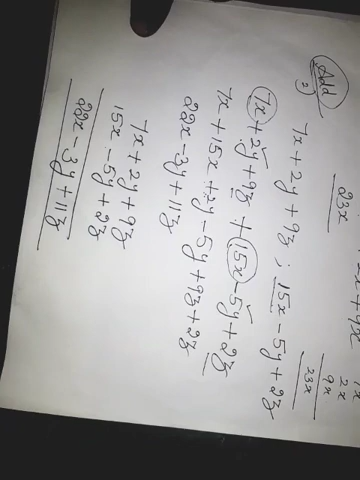 7x
2x
9x
23x
23x
Add
2) 7x + 2y + 9z ; 15x - 5y + 2z
7x + 2y + 9z + 15x - 5y + 2z
7x + 15x + 2y - 5y + 9z + 2z
22x - 3y + 11z
7x + 2y + 9z
15x - 5y + 2z
22x - 3y + 11z